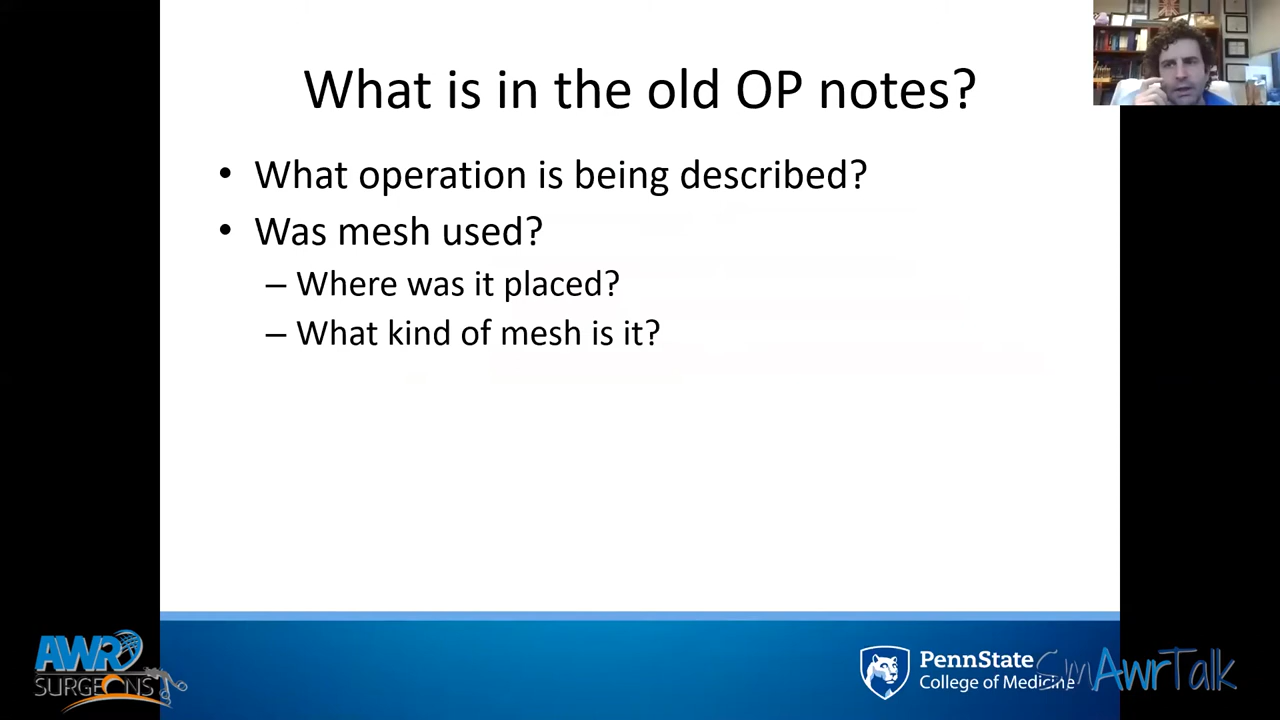 What is in the old OP notes?
• What operation is being described?
• Was mesh used?
– Where was it placed?
– What kind of mesh is it?
AWR
SURGEONS
PennState
College of Medicine
AwrTalk